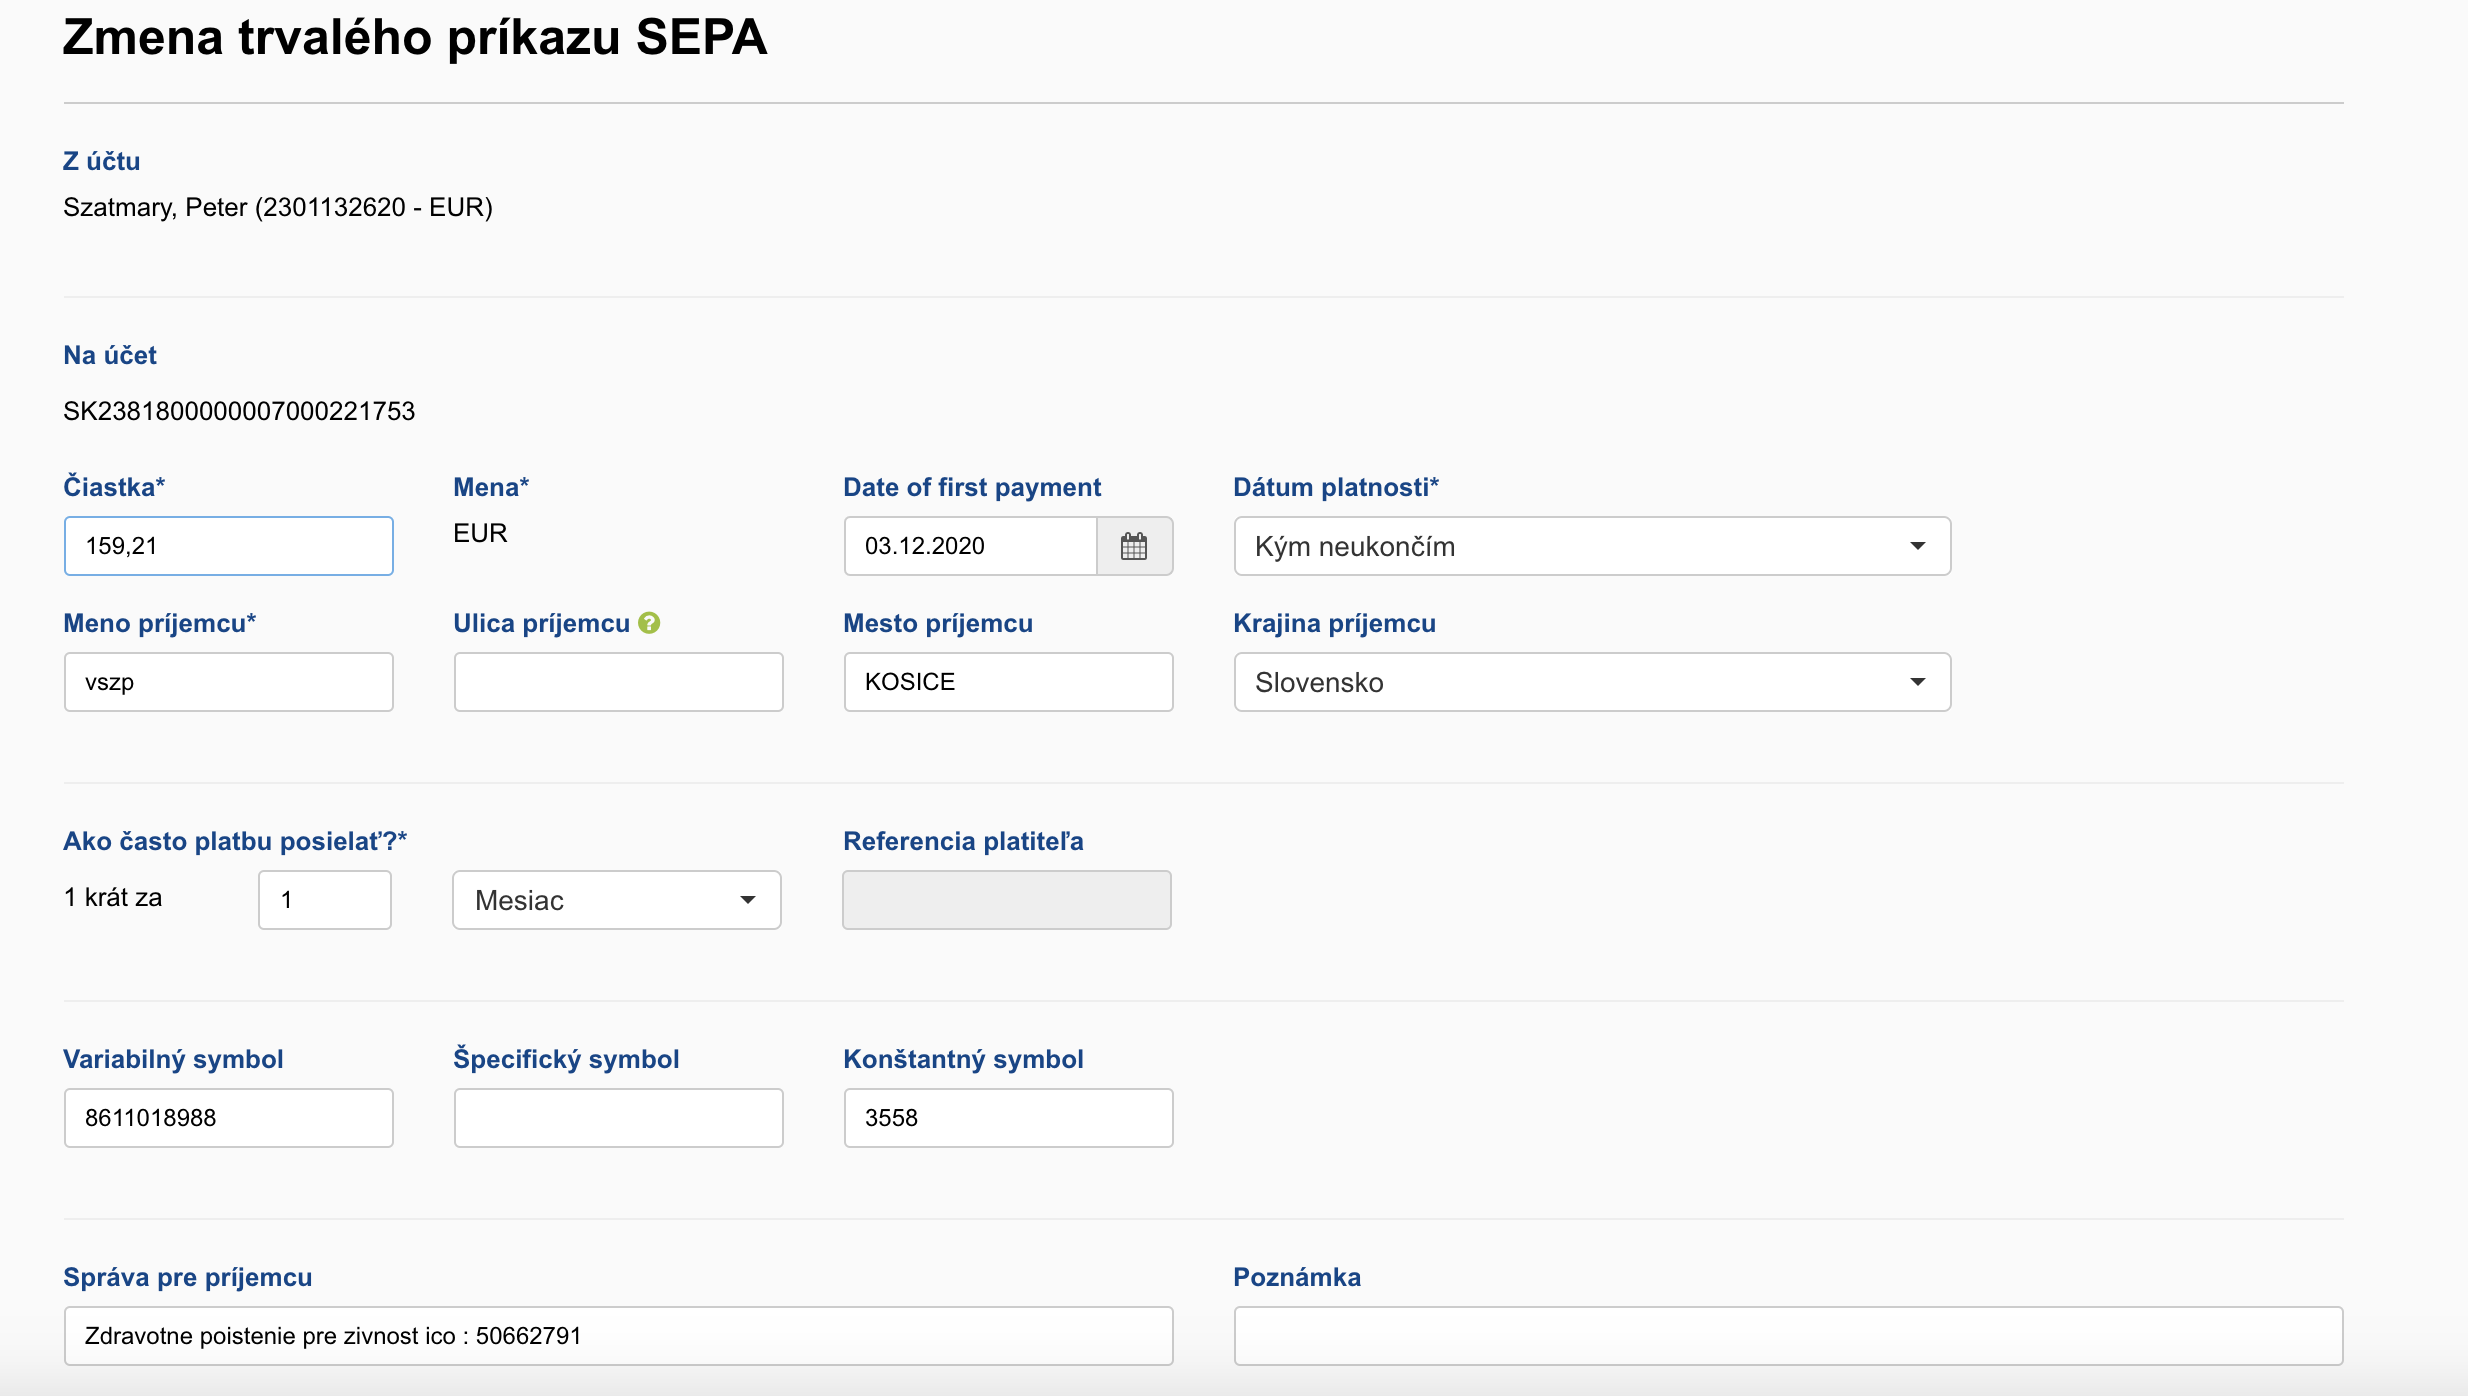 Zmena trvalého príkazu SEPA
Z účtu
Szatmary, Peter (2301132620 - EUR)
Na účet
SK2381800000007000221753
Čiastka* Mena* Date of first payment Dátum platnosti*
159,21 EUR 03.12.2020 Kým neukončím
Meno príjemcu* Ulica príjemcu ? Mesto príjemcu Krajina príjemcu
vszp KOSICE Slovensko
Ako často platbu posielať?* Referencia platiteľa
1 krát za 1 Mesiac
Variabilný symbol Špecifický symbol Konštantný symbol
8611018988 3558
Správa pre príjemcu Poznámka
Zdravotne poistenie pre zivnost ico : 50662791